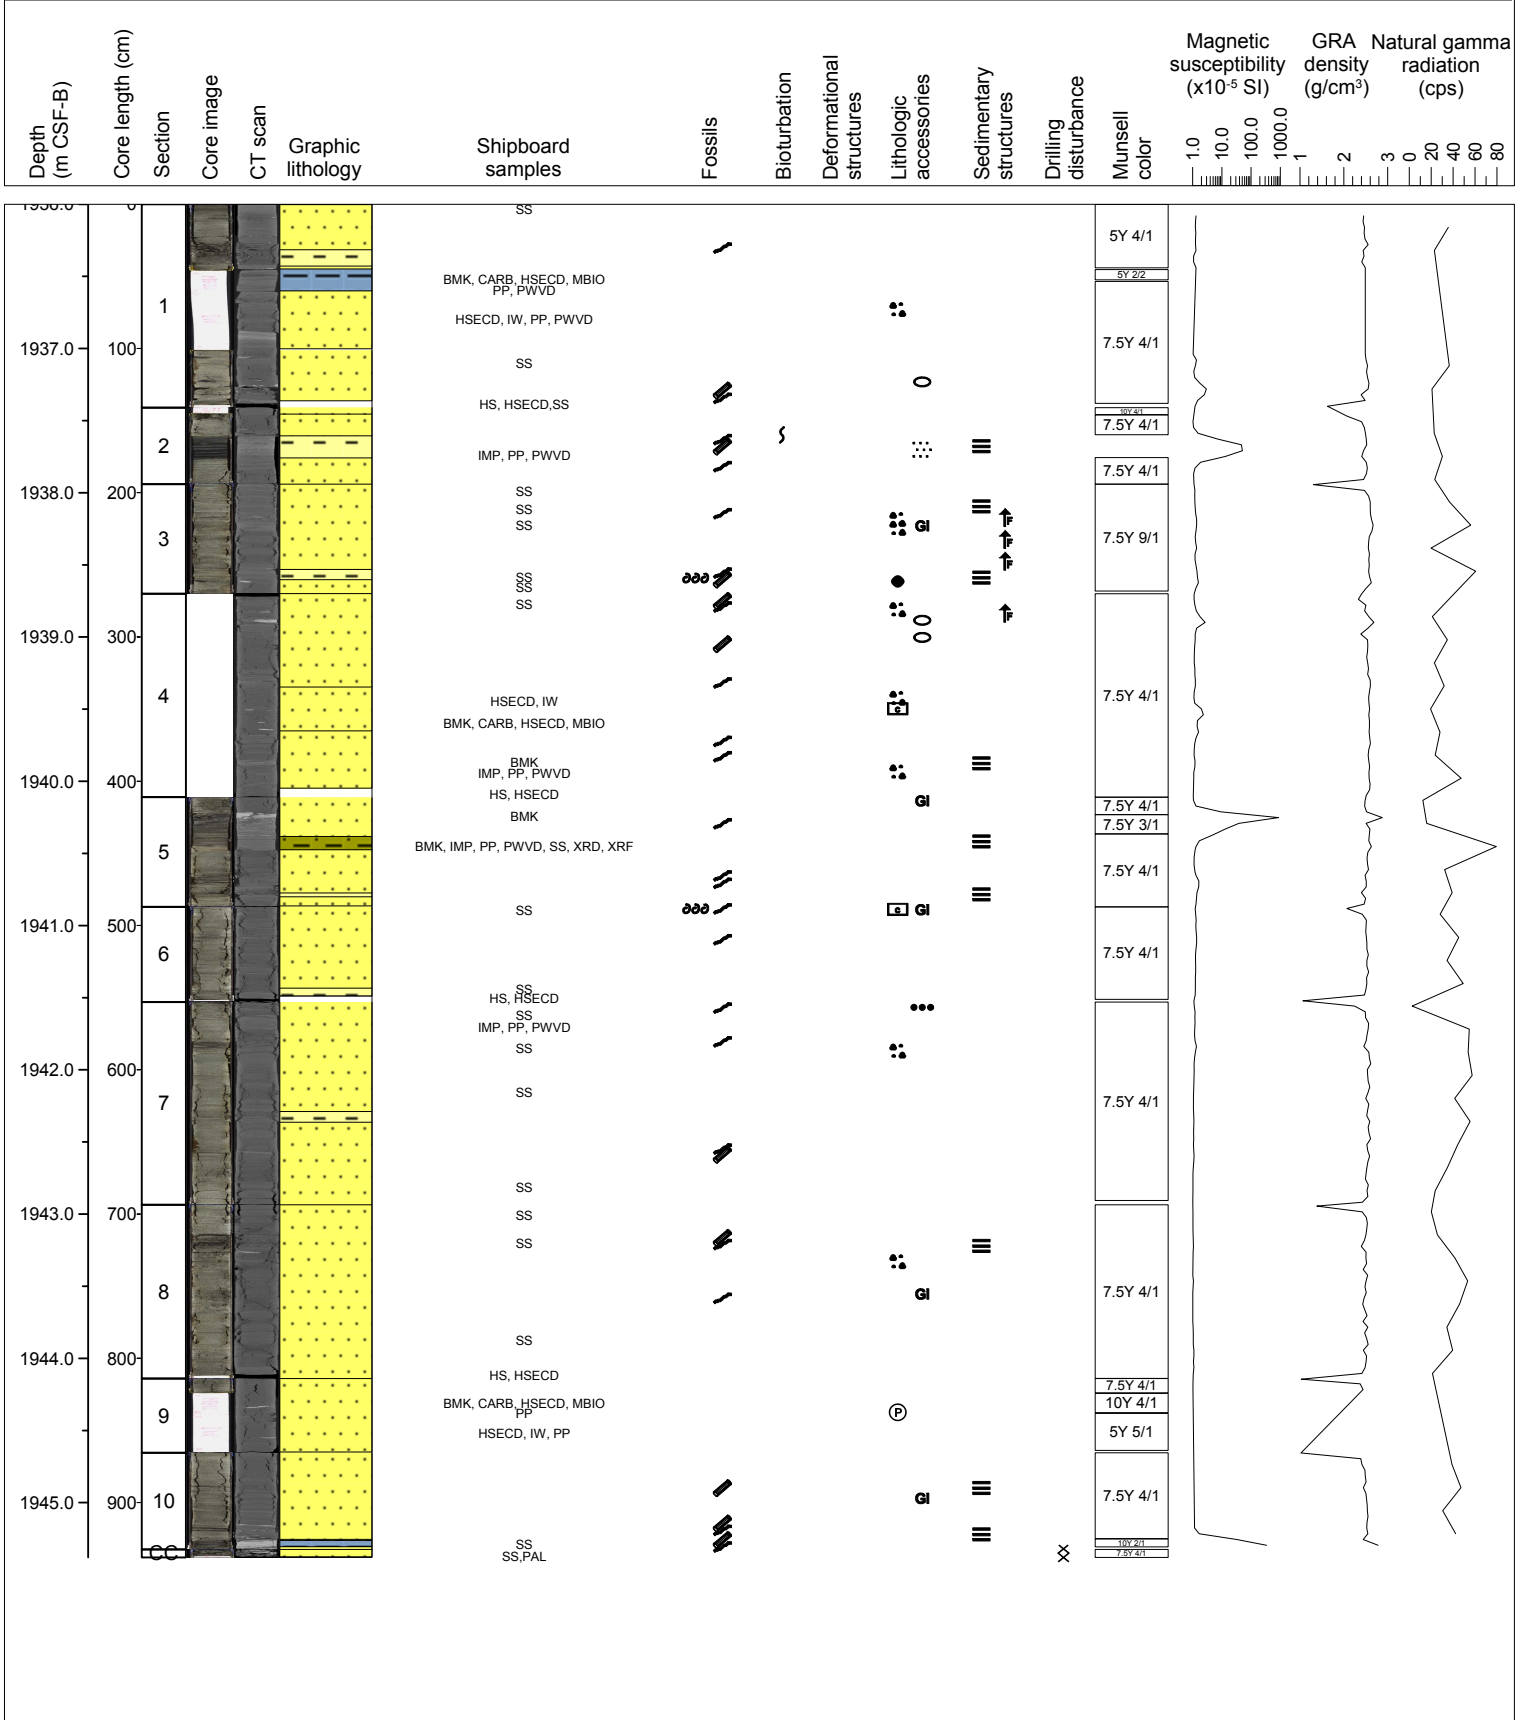 Depth
(m CSF-B)
Core length (cm)
Section
Core image
CT scan
Graphic
lithology
Shipboard
samples
Fossils
Bioturbation
Deformational
structures
Lithologic
accessories
Sedimentary
structures
Drilling
disturbance
Munsell
color
Magnetic
susceptibility
(x10⁻⁵ SI)
GRA
density
(g/cm³)
Natural gamma
radiation
(cps)
1.0 10.0 100.0 1000.0
1 2 3
0 20 40 60 80
1936.0 0
SS
5Y 4/1
BMK, CARB, HSECD, MBIO
5Y 2/2
PP, PWVD
1
HSECD, IW, PP, PWVD
1937.0 100
7.5Y 4/1
SS
HS, HSECD,SS
10Y 4/1
7.5Y 4/1
2
IMP, PP, PWVD
7.5Y 4/1
1938.0 200
SS
SS
SS
GI
F
3
7.5Y 9/1
F
F
SS
SS
SS
F
1939.0 300
4
HSECD, IW
7.5Y 4/1
c
BMK, CARB, HSECD, MBIO
BMK
IMP, PP, PWVD
1940.0 400
HS, HSECD
GI
7.5Y 4/1
BMK
7.5Y 3/1
5
BMK, IMP, PP, PWVD, SS, XRD, XRF
7.5Y 4/1
SS
c GI
1941.0 500
6
7.5Y 4/1
SS
HS, HSECD
SS
IMP, PP, PWVD
SS
1942.0 600
SS
7
7.5Y 4/1
SS
1943.0 700
SS
SS
8
GI
7.5Y 4/1
SS
1944.0 800
HS, HSECD
7.5Y 4/1
BMK, CARB, HSECD, MBIO
10Y 4/1
PP
P
9
HSECD, IW, PP
5Y 5/1
1945.0 900
10
GI
7.5Y 4/1
SS
10Y 2/1
CC
SS,PAL
7.5Y 4/1